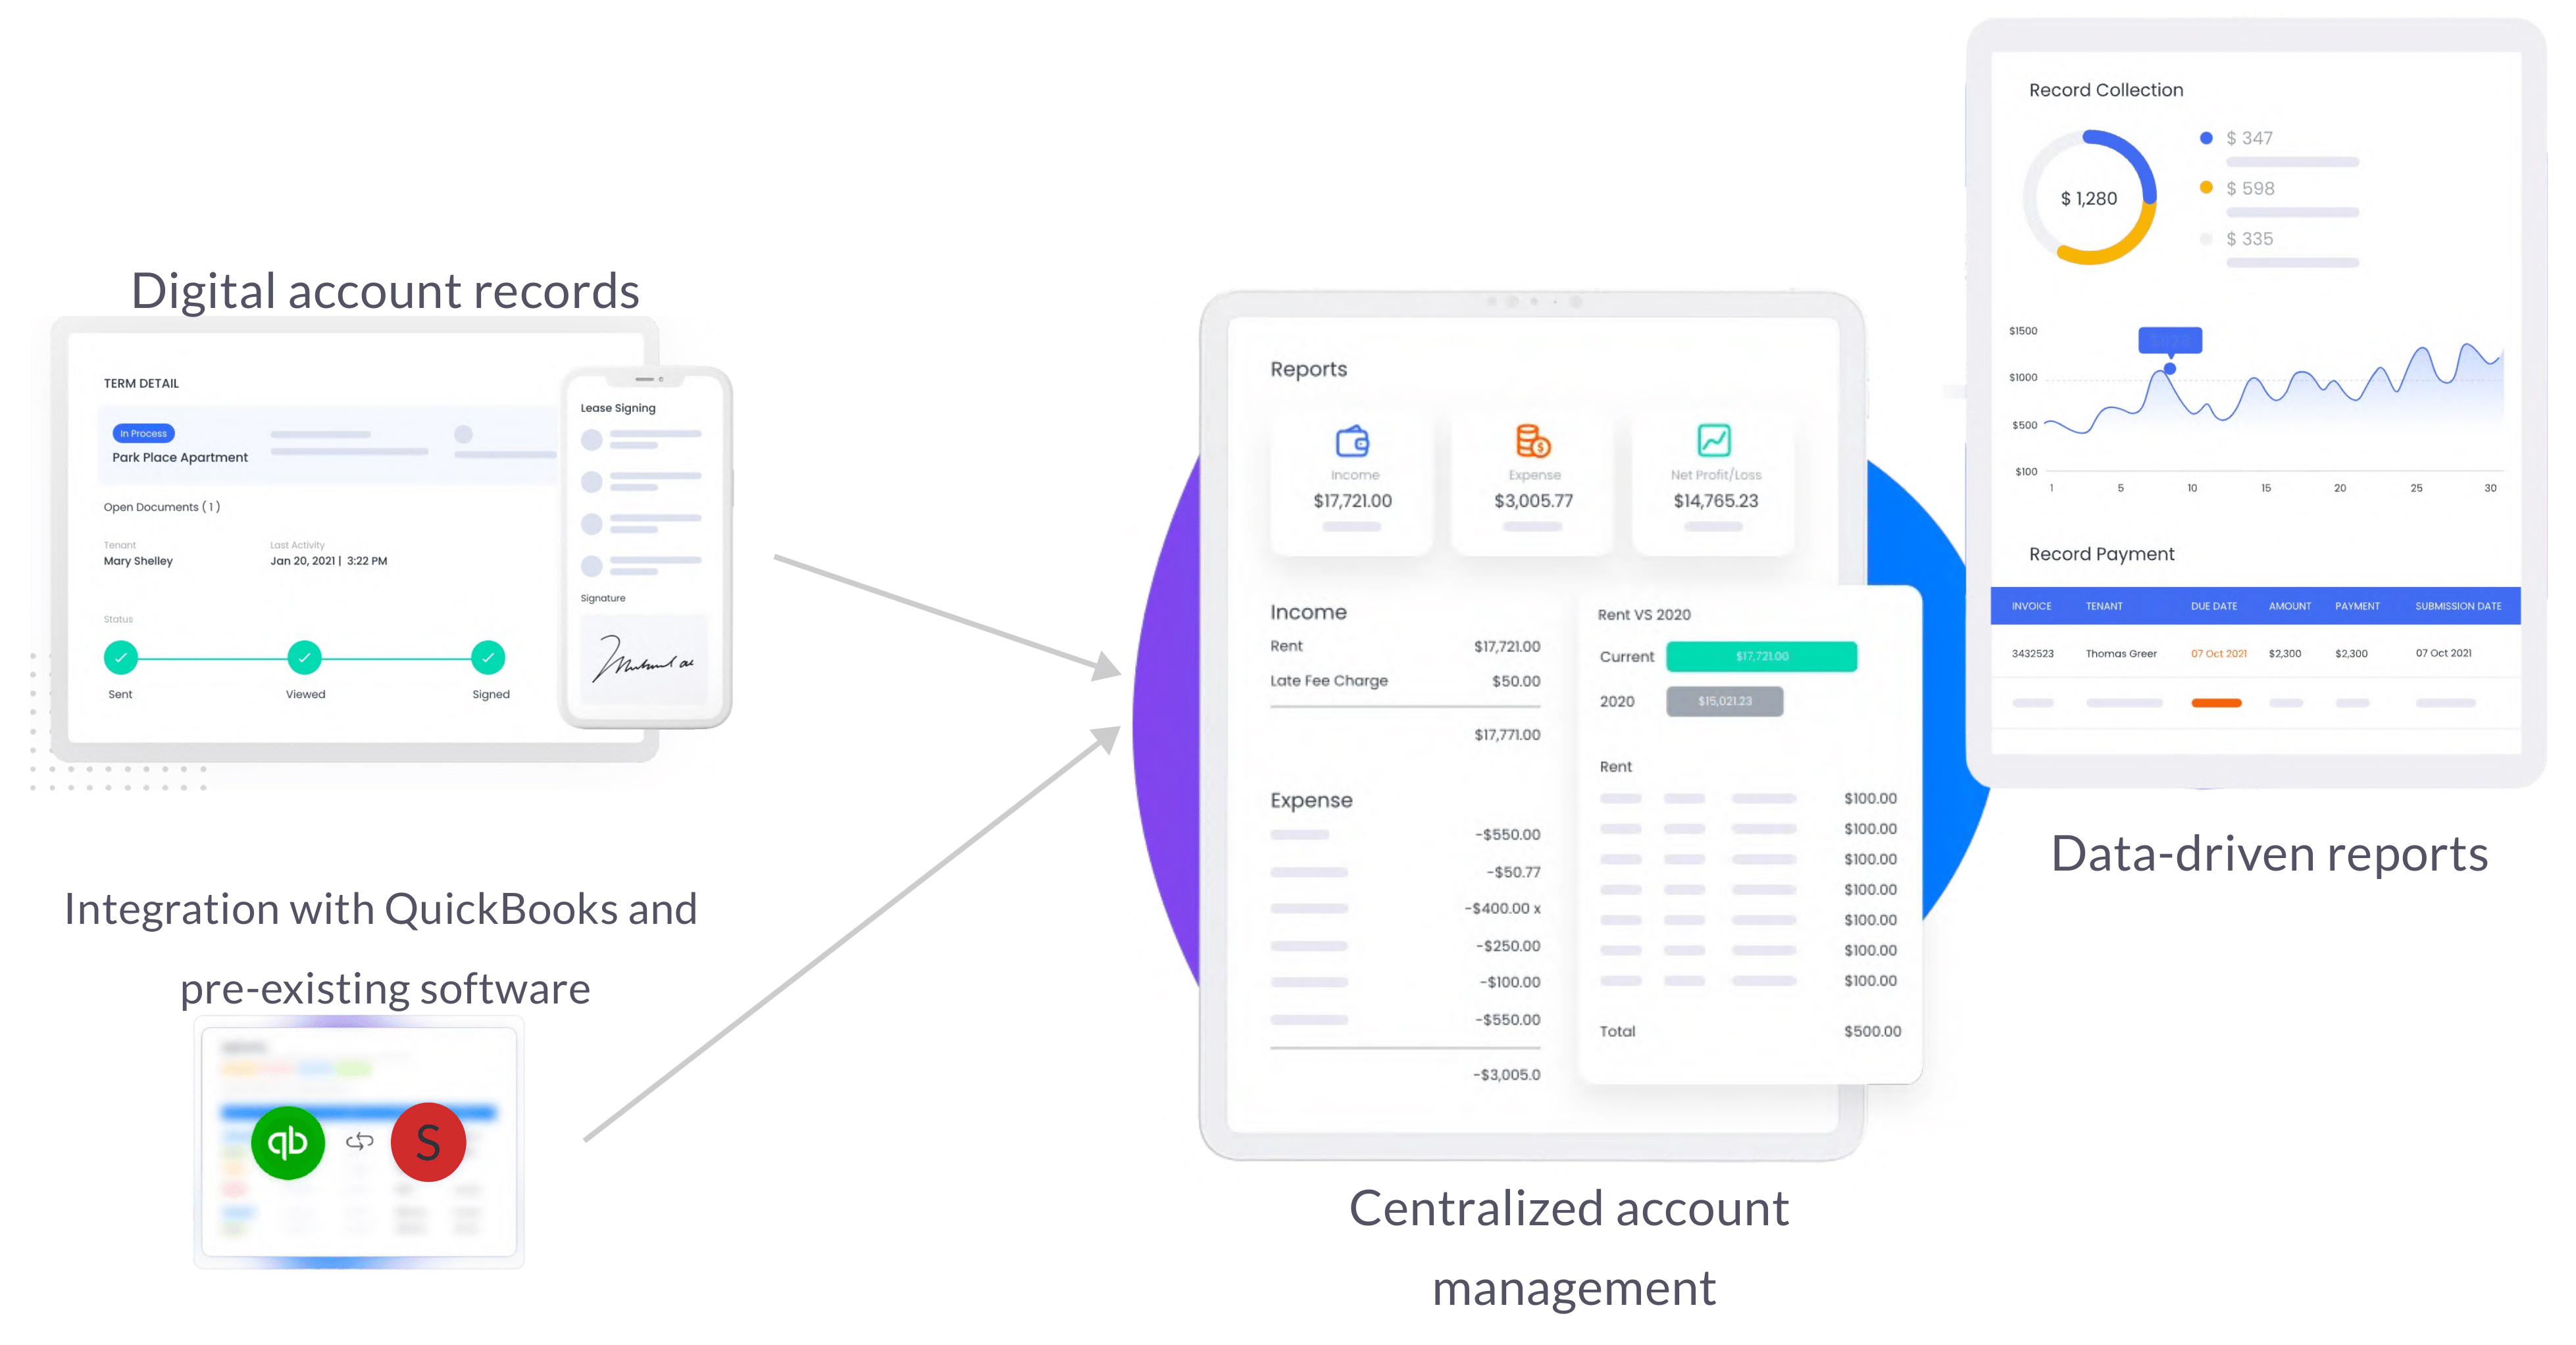 Digital account records
TERM DETAIL
In Process
Park Place Apartment
Open Documents ( 1 )
Tenant
Last Activity
Mary Shelley
Jan 20, 2021 | 3:22 PM
Status
Sent
Viewed
Signed
Lease Signing
Signature
Integration with QuickBooks and
pre-existing software
qb
S
Reports
Income
$17,721.00
Expense
$3,005.77
Net Profit/Loss
$14,765.23
Income
Rent $17,721.00
Late Fee Charge $50.00
$17,771.00
Expense
-$550.00
-$50.77
-$400.00 x
-$250.00
-$100.00
-$550.00
-$3,005.0
Rent VS 2020
Current $17,721.00
2020 $15,021.23
Rent
$100.00
$100.00
$100.00
$100.00
$100.00
$100.00
$100.00
Total $500.00
Centralized account
management
Record Collection
$ 1,280
$ 347
$ 598
$ 335
$1500
$1000
$500
$100
1 5 10 15 20 25 30
Record Payment
INVOICE TENANT DUE DATE AMOUNT PAYMENT SUBMISSION DATE
3432523 Thomas Greer 07 Oct 2021 $2,300 $2,300 07 Oct 2021
Data-driven reports